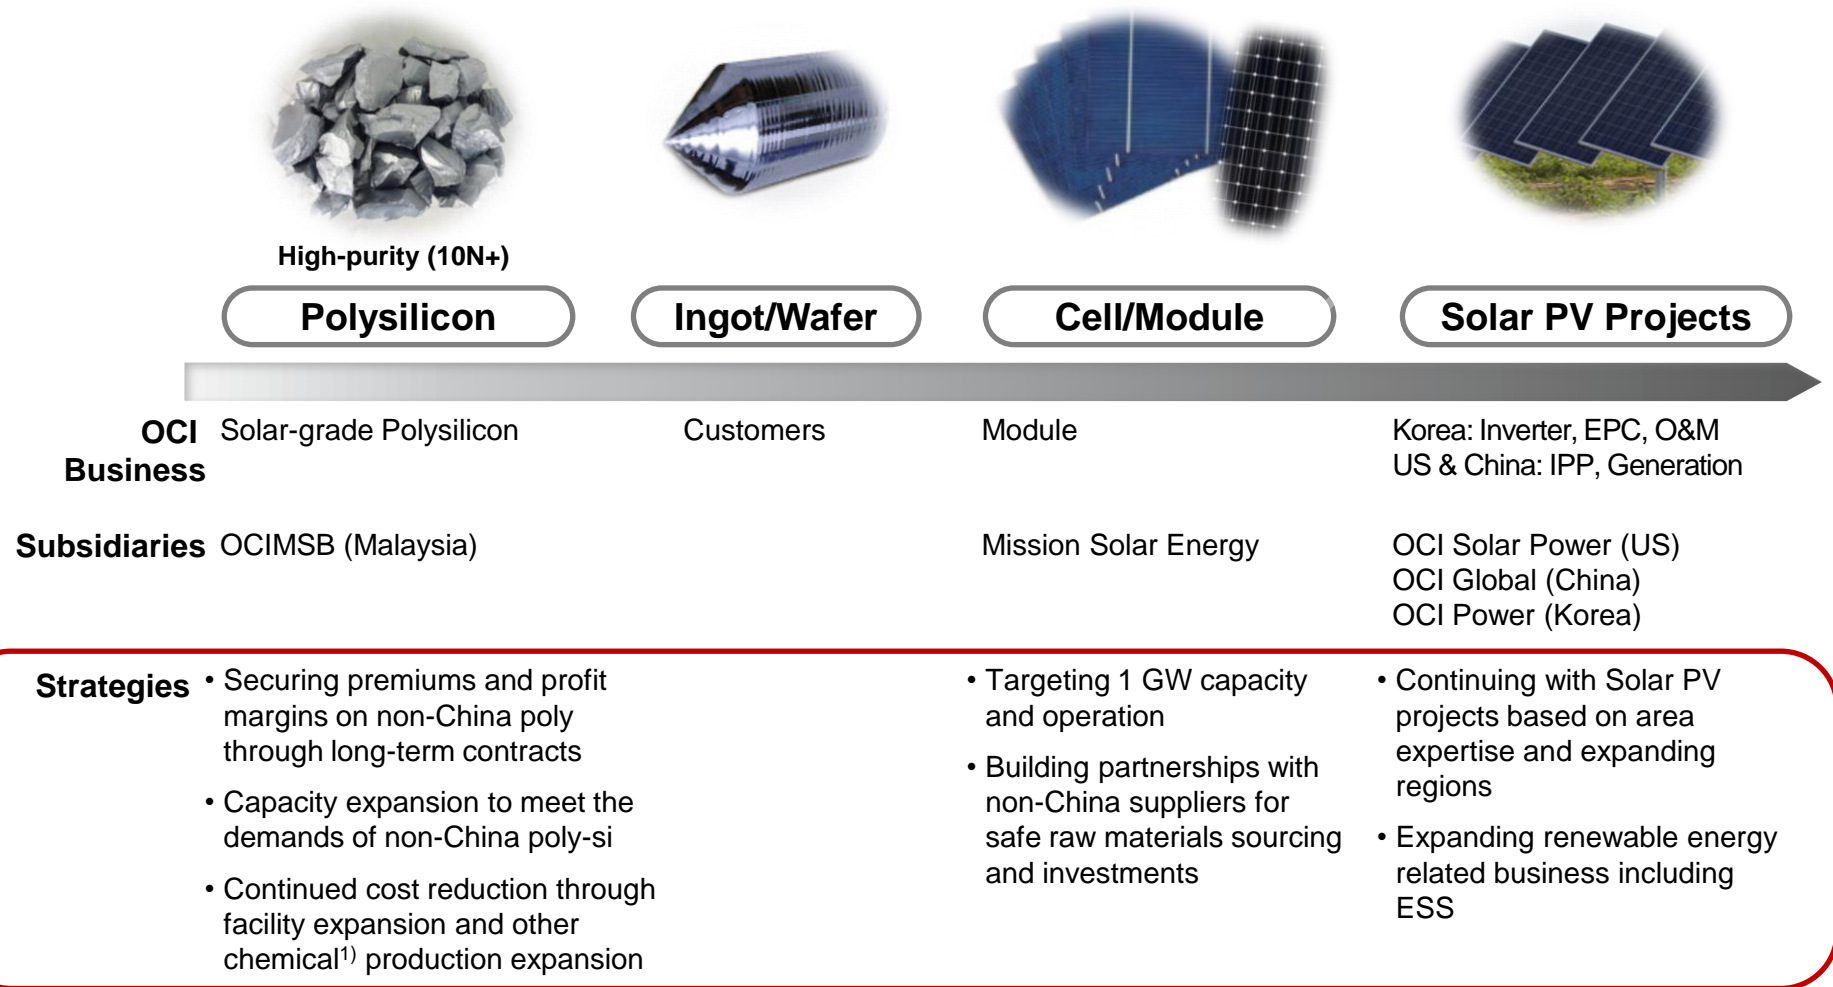 High-purity (10N+)
Polysilicon
Ingot/Wafer
Cell/Module
Solar PV Projects
OCI
Business
Solar-grade Polysilicon
Customers
Module
Korea: Inverter, EPC, O&M
US & China: IPP, Generation
Subsidiaries
OCIMSB (Malaysia)
Mission Solar Energy
OCI Solar Power (US)
OCI Global (China)
OCI Power (Korea)
Strategies
• Securing premiums and profit
margins on non-China poly
through long-term contracts
• Capacity expansion to meet the
demands of non-China poly-si
• Continued cost reduction through
facility expansion and other
chemical1) production expansion
• Targeting 1 GW capacity
and operation
• Building partnerships with
non-China suppliers for
safe raw materials sourcing
and investments
• Continuing with Solar PV
projects based on area
expertise and expanding
regions
• Expanding renewable energy
related business including
ESS